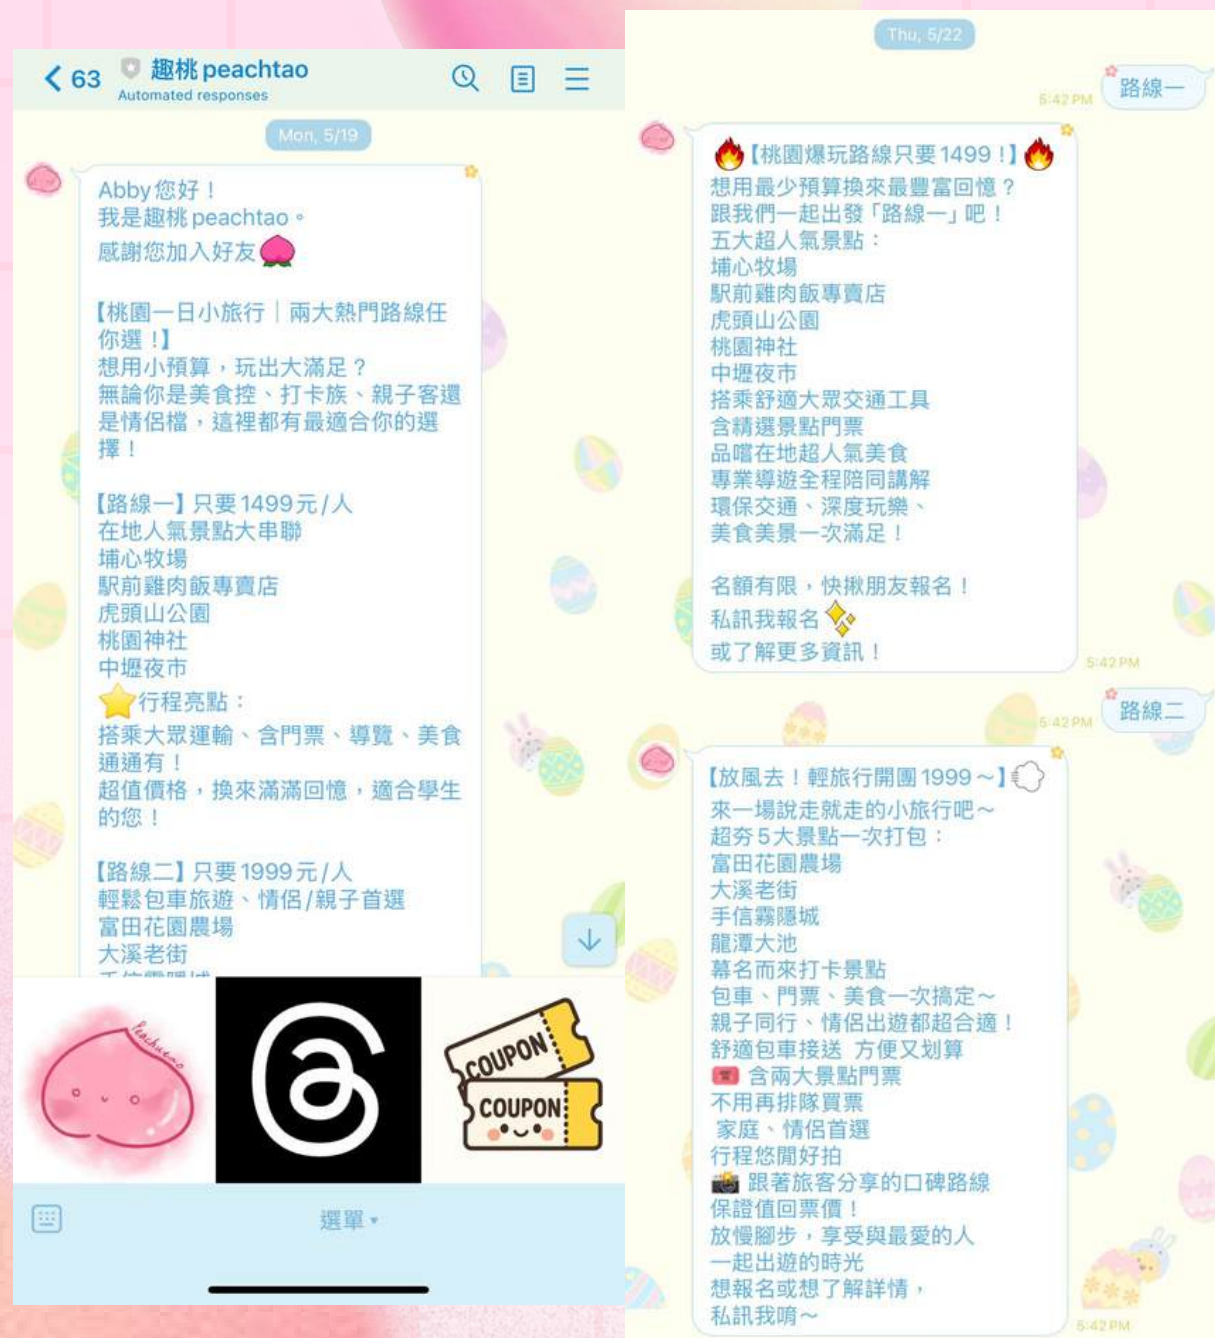 63
趣桃 peachtao
Automated responses
Mon, 5/19
Abby 您好！
我是趣桃 peachtao。
感謝您加入好友
【桃園一日小旅行｜兩大熱門路線任
你選！】
想用小預算，玩出大滿足？
無論你是美食控、打卡族、親子客還
是情侶檔，這裡都有最適合你的選
擇！
【路線一】只要 1499 元/人
在地人氣景點大串聯
埔心牧場
駅前雞肉飯專賣店
虎頭山公園
桃園神社
中壢夜市
行程亮點：
搭乘大眾運輸、含門票、導覽、美食
通通有！
超值價格，換來滿滿回憶，適合學生
的您！
【路線二】只要 1999 元/人
輕鬆包車旅遊、情侶/親子首選
富田花園農場
大溪老街
COUPON
COUPON
選單
Thu, 5/22
路線一
5:42 PM
【桃園爆玩路線只要 1499！】
想用最少預算換來最豐富回憶？
跟我們一起出發「路線一」吧！
五大超人氣景點：
埔心牧場
駅前雞肉飯專賣店
虎頭山公園
桃園神社
中壢夜市
搭乘舒適大眾交通工具
含精選景點門票
品嚐在地超人氣美食
專業導遊全程陪同講解
環保交通、深度玩樂、
美食美景一次滿足！
名額有限，快揪朋友報名！
私訊我報名
或了解更多資訊！
5:42 PM
路線二
5:42 PM
【放風去！輕旅行開團 1999～】
來一場說走就走的小旅行吧～
超夯 5 大景點一次打包：
富田花園農場
大溪老街
手信霧隱城
龍潭大池
幕名而來打卡景點
包車、門票、美食一次搞定～
親子同行、情侶出遊都超合適！
舒適包車接送 方便又划算
含兩大景點門票
不用再排隊買票
家庭、情侶首選
行程悠閒好拍
跟著旅客分享的口碑路線
保證值回票價！
放慢腳步，享受與最愛的人
一起出遊的時光
想報名或想了解詳情，
私訊我唷～
5:42 PM